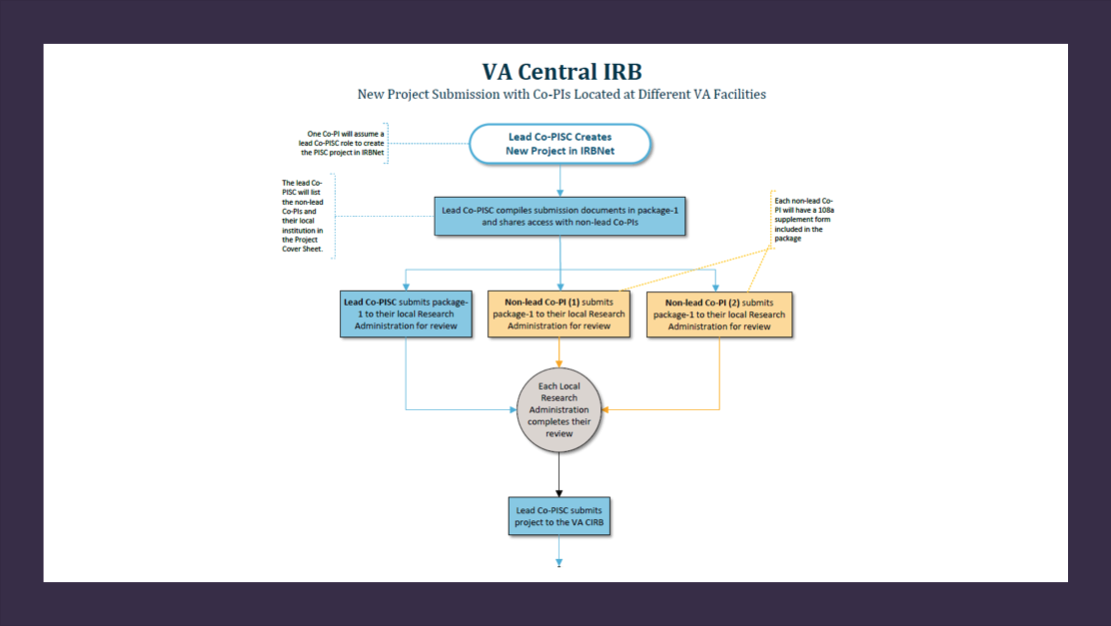 VA Central IRB
New Project Submission with Co-PIs Located at Different VA Facilities
One Co-PI will assume a
lead Co-PISC role to create
the PISC project in IRBNet
Lead Co-PISC Creates
New Project in IRBNet
The lead Co-
PISC will list
the non-lead
Co-PIs and
their local
institution in
the Project
Cover Sheet.
Lead Co-PISC compiles submission documents in package-1
and shares access with non-lead Co-PIs
Each non-lead Co-
PI will have a 108a
supplement form
included in the
package
Lead Co-PISC submits package-
1 to their local Research
Administration for review
Non-lead Co-PI (1) submits
package-1 to their local Research
Administration for review
Non-lead Co-PI (2) submits
package-1 to their local Research
Administration for review
Each Local
Research
Administration
completes their
review
Lead Co-PISC submits
project to the VA CIRB